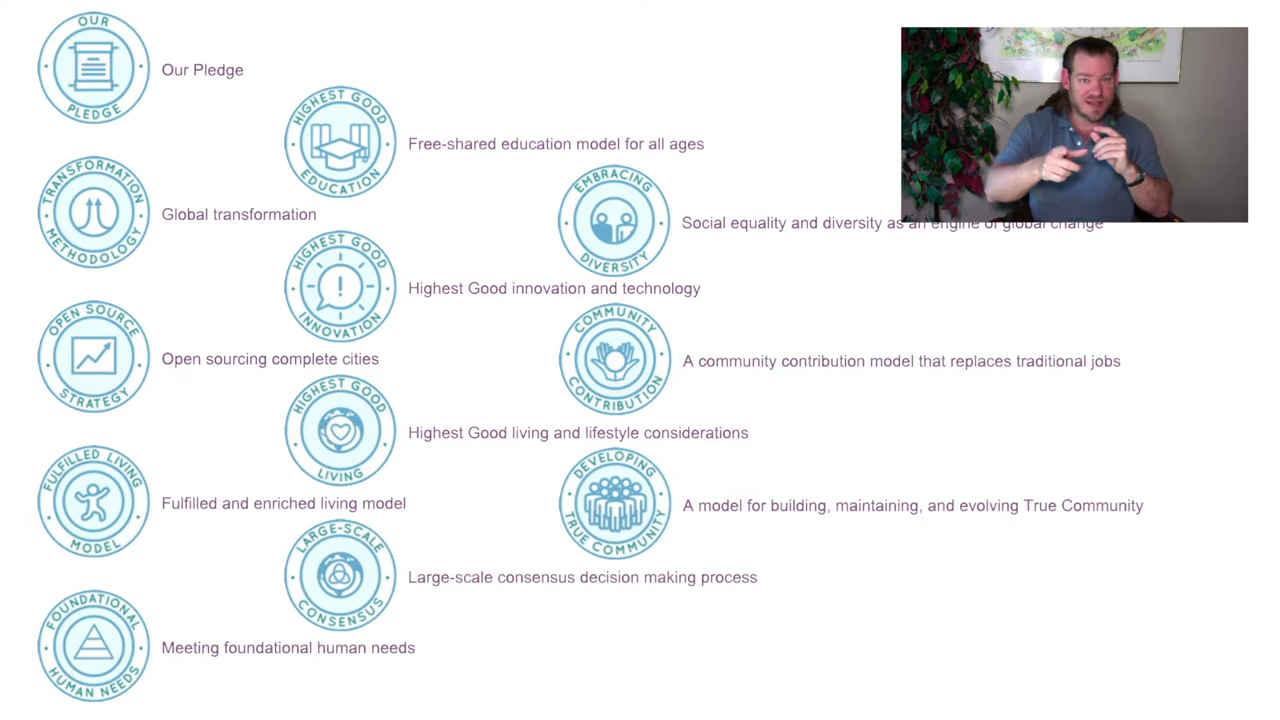 OUR
PLEDGE
Our Pledge
HIGHEST GOOD
EDUCATION
Free-shared education model for all ages
TRANSFORMATION
METHODOLOGY
Global transformation
EMBRACING
DIVERSITY
Social equality and diversity as an engine of global change
HIGHEST GOOD
INNOVATION
Highest Good innovation and technology
OPEN SOURCE
STRATEGY
Open sourcing complete cities
COMMUNITY
CONTRIBUTION
A community contribution model that replaces traditional jobs
HIGHEST GOOD
LIVING
Highest Good living and lifestyle considerations
FULFILLED LIVING
MODEL
Fulfilled and enriched living model
DEVELOPING
TRUE COMMUNITY
A model for building, maintaining, and evolving True Community
LARGE-SCALE
CONSENSUS
Large-scale consensus decision making process
FOUNDATIONAL
HUMAN NEEDS
Meeting foundational human needs